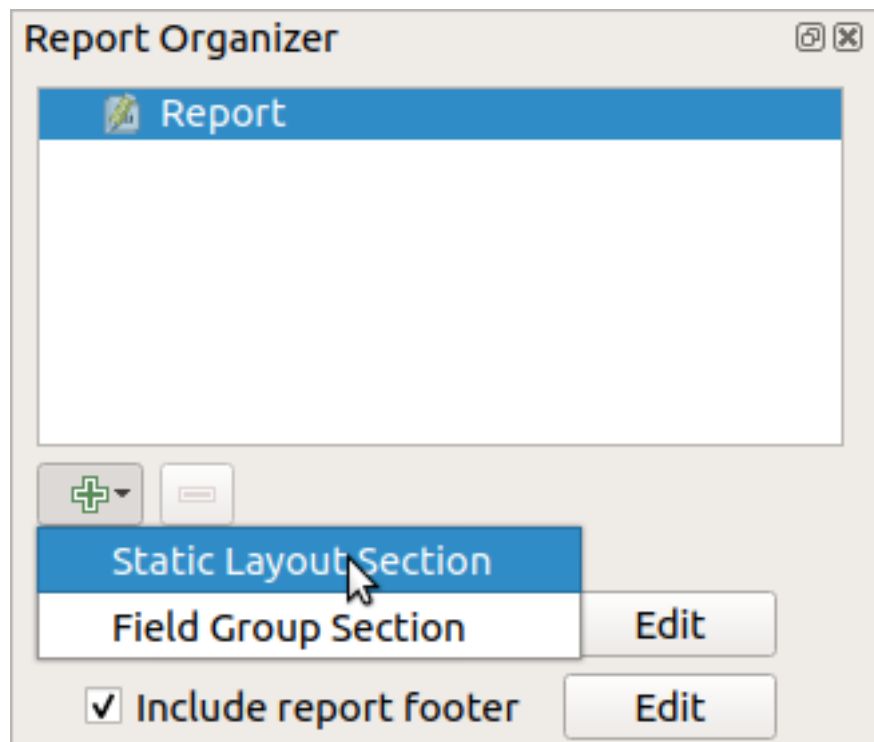 Report Organizer
Report
Static Layout Section
Field Group Section
Edit
Include report footer
Edit